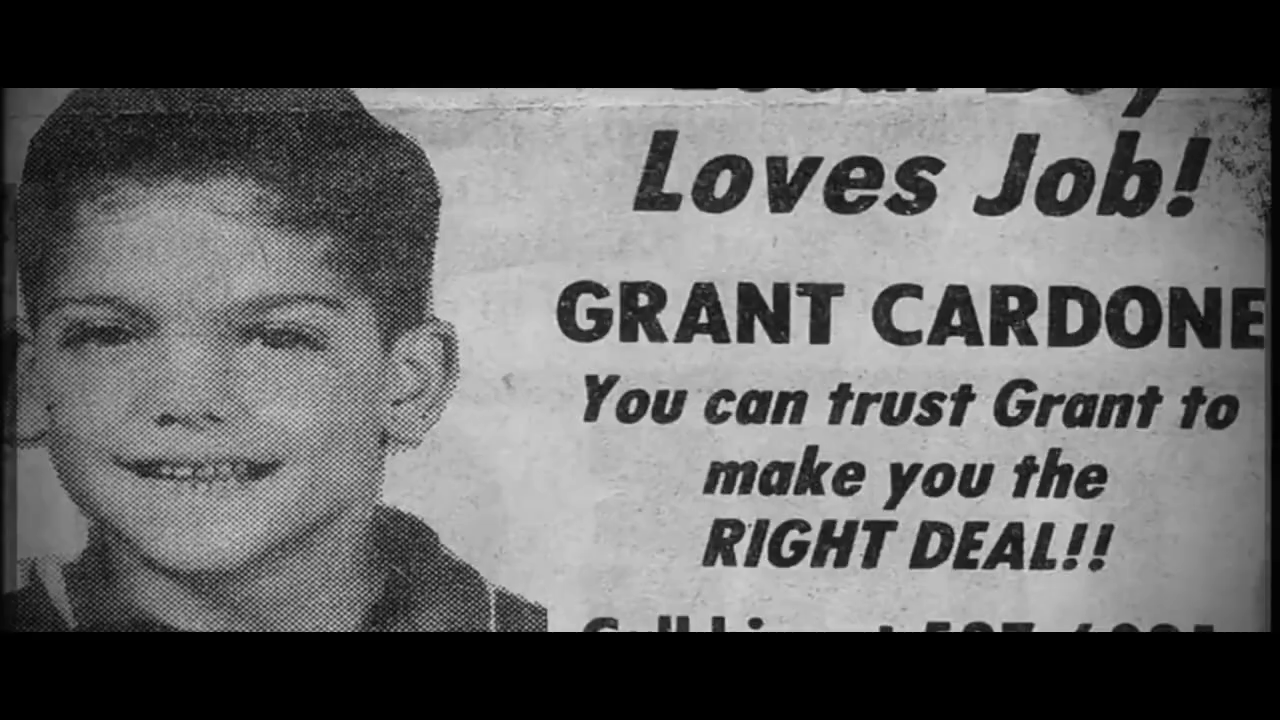 Loves Job!
GRANT CARDONE
You can trust Grant to
make you the
RIGHT DEAL!!